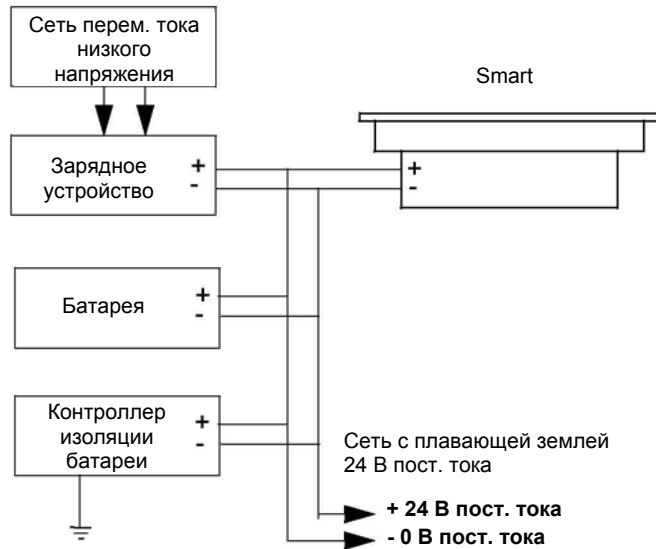 Сеть перем. тока
низкого
напряжения
Smart
Зарядное
устройство
+
-
+
-
Батарея
+
-
Контроллер
изоляции
батареи
+
-
Сеть с плавающей землей
24 В пост. тока
+ 24 В пост. тока
- 0 В пост. тока